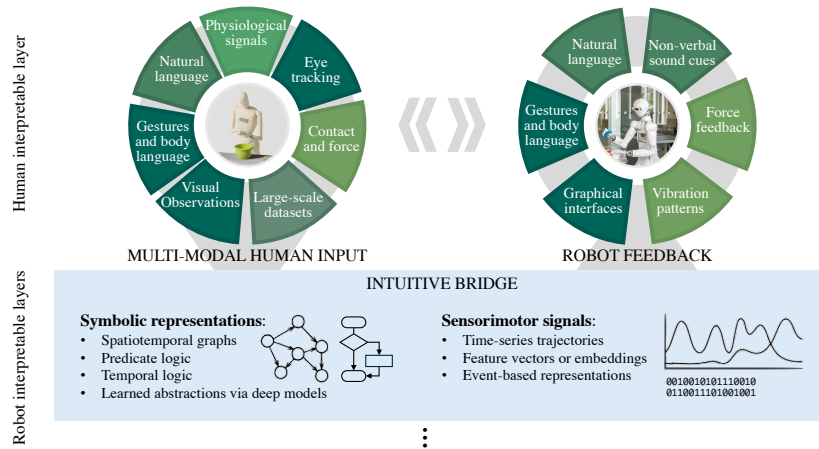 Human interpretable layer
Physiological
signals
Natural
language
Eye
tracking
Gestures
and body
language
Contact
and force
Visual
Observations
Large-scale
datasets
MULTI-MODAL HUMAN INPUT
Natural
language
Non-verbal
sound cues
Gestures
and body
language
Force
feedback
Graphical
interfaces
Vibration
patterns
ROBOT FEEDBACK
Robot interpretable layers
INTUITIVE BRIDGE
Symbolic representations:
• Spatiotemporal graphs
• Predicate logic
• Temporal logic
• Learned abstractions via deep models
Sensorimotor signals:
• Time-series trajectories
• Feature vectors or embeddings
• Event-based representations
0010010101110010
0110011101001001